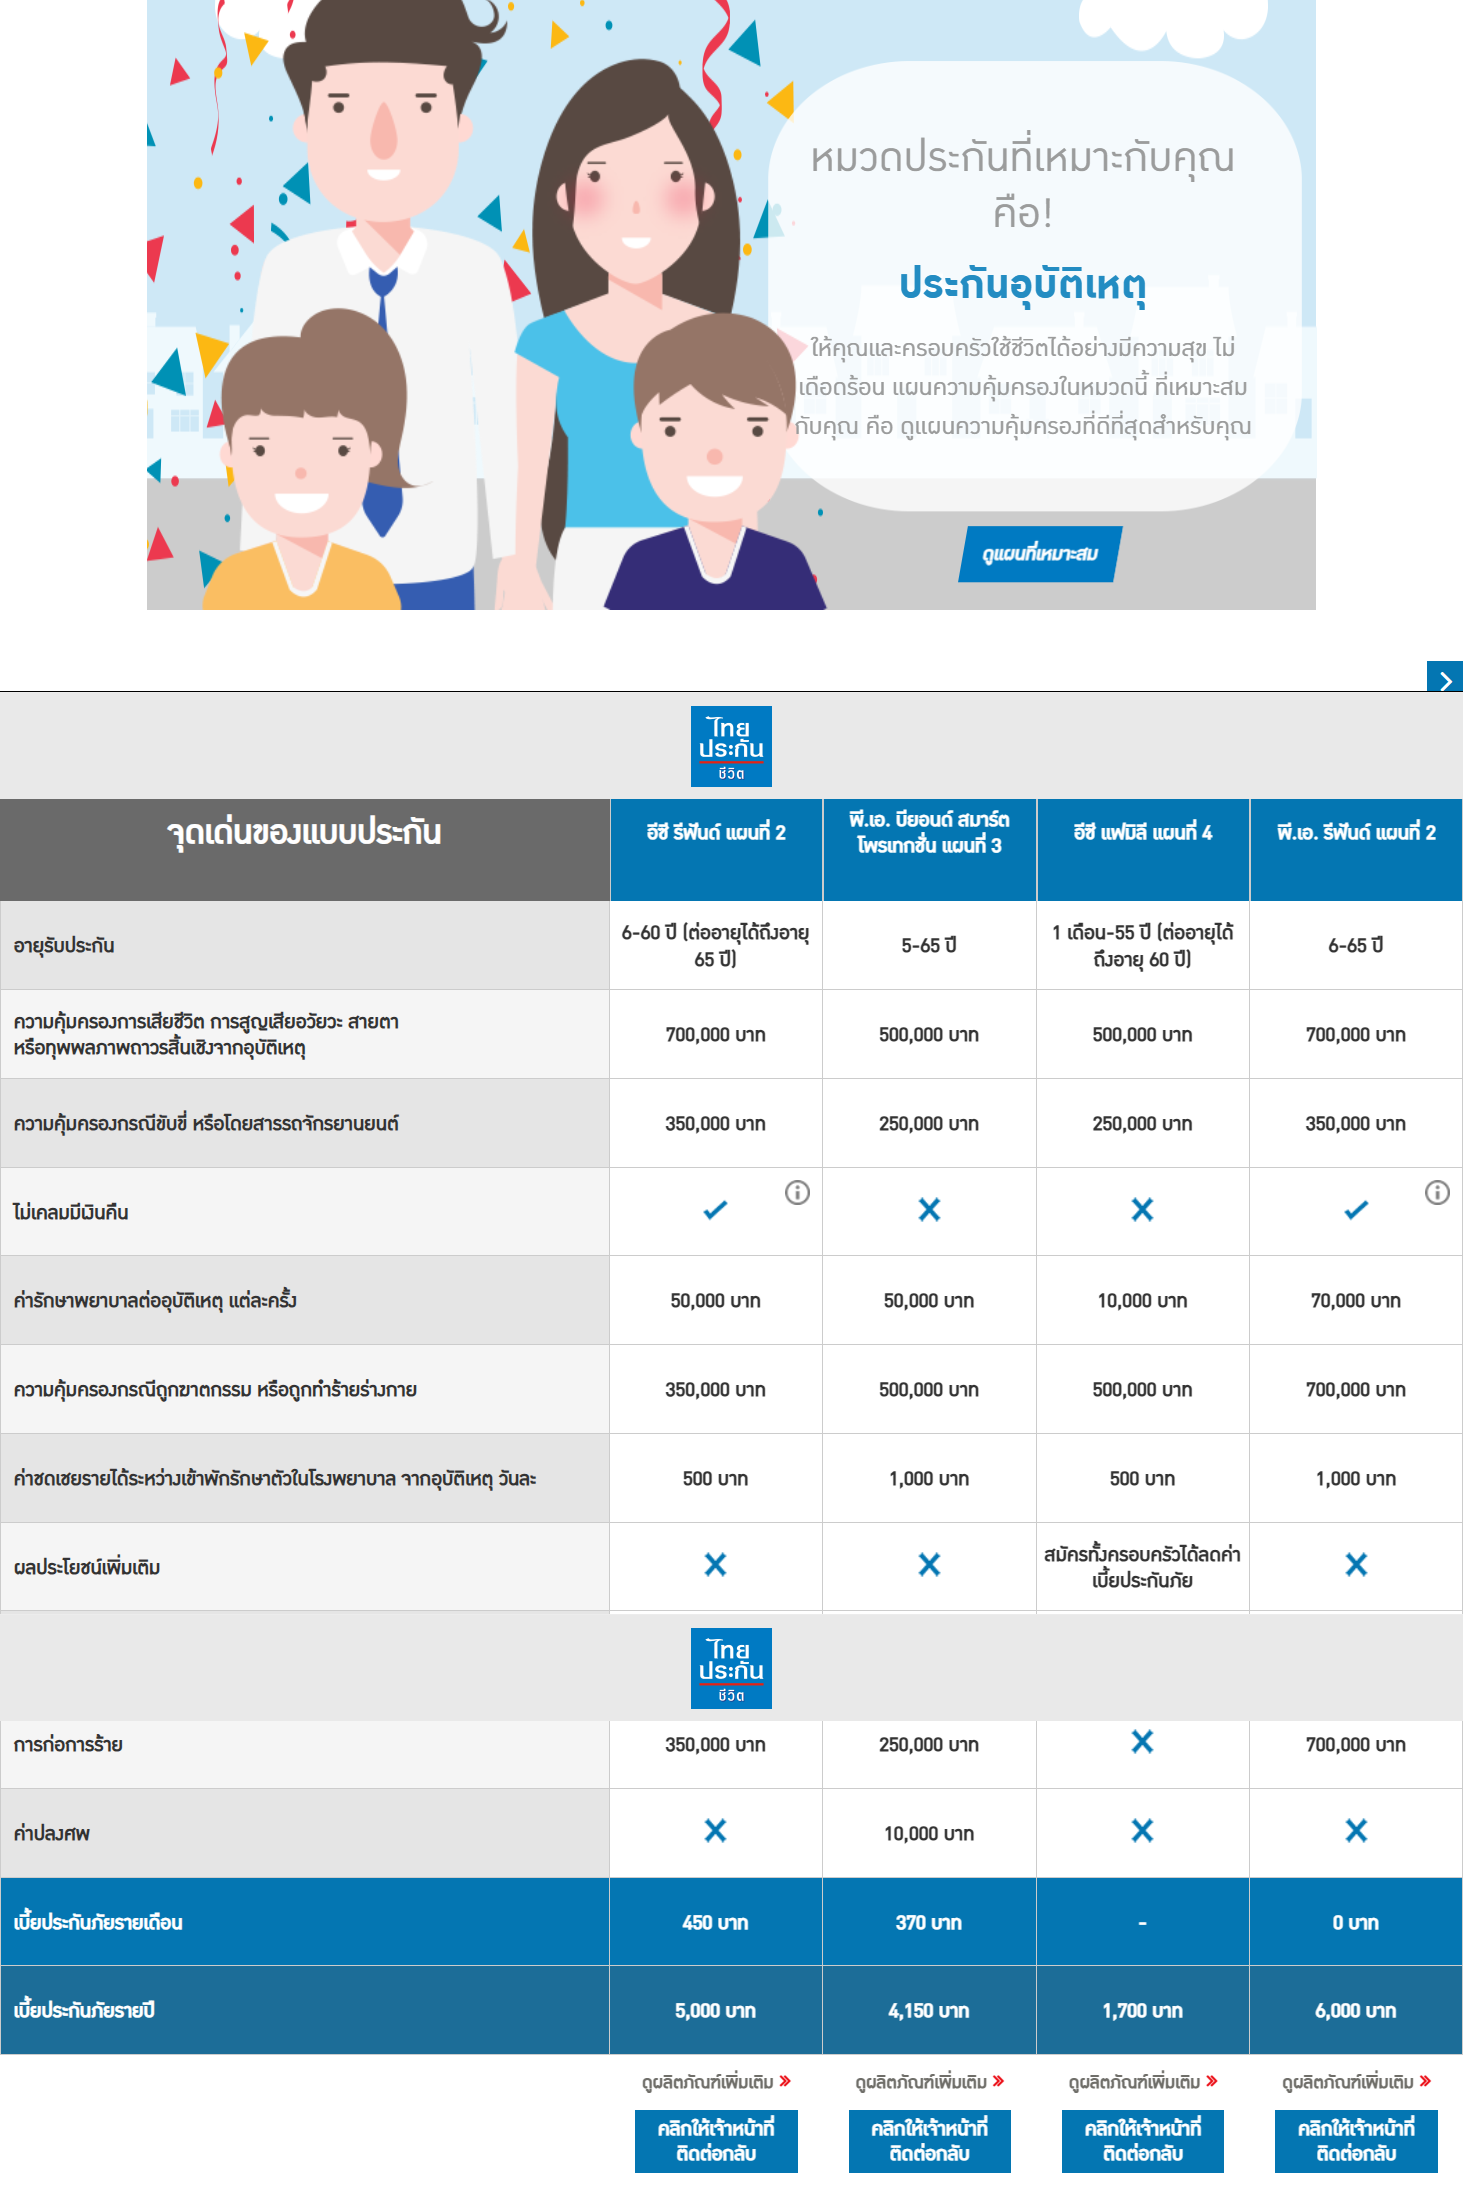 หมวดประกันที่เหมาะกับคุณ
คือ!
ประกันอุบัติเหตุ
ให้คุณและครอบครัวใช้ชีวิตได้อย่างมีความสุข ไม่
เดือดร้อน แผนความคุ้มครองในหมวดนี้ ที่เหมาะสม
กับคุณ คือ ดูแผนความคุ้มครองที่ดีที่สุดสำหรับคุณ
ดูแผนที่เหมาะสม
ไทย
ประกัน
ชีวิต
จุดเด่นของแบบประกัน
อีซี่ รีฟันด์ แผนที่ 2
พี.เอ. บียอนด์ สมาร์ต
โพรเทกชั่น แผนที่ 3
อีซี่ แฟมิลี แผนที่ 4
พี.เอ. รีฟันด์ แผนที่ 2
อายุรับประกัน
6-60 ปี (ต่ออายุได้ถึงอายุ
65 ปี)
5-65 ปี
1 เดือน-55 ปี (ต่ออายุได้
ถึงอายุ 60 ปี)
6-65 ปี
ความคุ้มครองการเสียชีวิต การสูญเสียอวัยวะ สายตา
หรือทุพพลภาพถาวรสิ้นเชิงจากอุบัติเหตุ
700,000 บาท
500,000 บาท
500,000 บาท
700,000 บาท
ความคุ้มครองกรณีขับขี่ หรือโดยสารรถจักรยานยนต์
350,000 บาท
250,000 บาท
250,000 บาท
350,000 บาท
ไม่เคลมมีเงินคืน
ค่ารักษาพยาบาลต่ออุบัติเหตุ แต่ละครั้ง
50,000 บาท
50,000 บาท
10,000 บาท
70,000 บาท
ความคุ้มครองกรณีถูกฆาตกรรม หรือถูกทำร้ายร่างกาย
350,000 บาท
500,000 บาท
500,000 บาท
700,000 บาท
ค่าชดเชยรายได้ระหว่างเข้าพักรักษาตัวในโรงพยาบาล จากอุบัติเหตุ วันละ
500 บาท
1,000 บาท
500 บาท
1,000 บาท
ผลประโยชน์เพิ่มเติม
สมัครทั้งครอบครัวได้ลดค่า
เบี้ยประกันภัย
ไทย
ประกัน
ชีวิต
การก่อการร้าย
350,000 บาท
250,000 บาท
700,000 บาท
ค่าปลงศพ
10,000 บาท
เบี้ยประกันภัยรายเดือน
450 บาท
370 บาท
-
0 บาท
เบี้ยประกันภัยรายปี
5,000 บาท
4,150 บาท
1,700 บาท
6,000 บาท
ดูผลิตภัณฑ์เพิ่มเติม »
ดูผลิตภัณฑ์เพิ่มเติม »
ดูผลิตภัณฑ์เพิ่มเติม »
ดูผลิตภัณฑ์เพิ่มเติม »
คลิกให้เจ้าหน้าที่
ติดต่อกลับ
คลิกให้เจ้าหน้าที่
ติดต่อกลับ
คลิกให้เจ้าหน้าที่
ติดต่อกลับ
คลิกให้เจ้าหน้าที่
ติดต่อกลับ